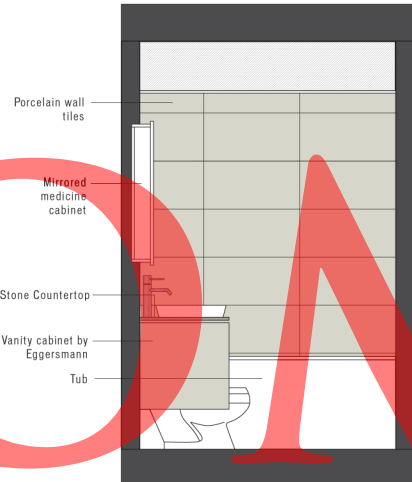 Porcelain wall
tiles
Mirrored
medicine
cabinet
Stone Countertop
Vanity cabinet by
Eggersmann
Tub